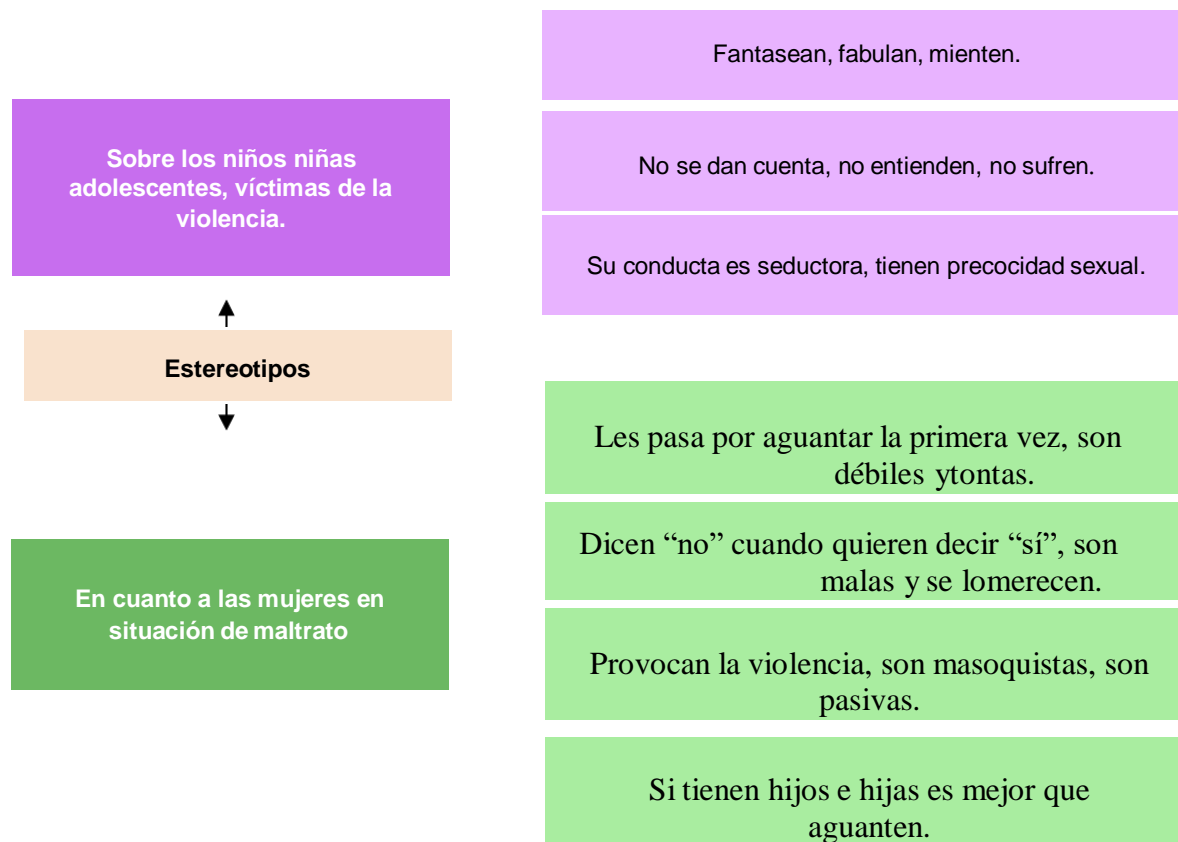 Sobre los niños niñas
adolescentes, víctimas de la
violencia.
Fantasean, fabulan, mienten.
No se dan cuenta, no entienden, no sufren.
Su conducta es seductora, tienen precocidad sexual.
Estereotipos
En cuanto a las mujeres en
situación de maltrato
Les pasa por aguantar la primera vez, son
débiles ytontas.
Dicen “no” cuando quieren decir “sí”, son
malas y se lomerecen.
Provocan la violencia, son masoquistas, son
pasivas.
Si tienen hijos e hijas es mejor que
aguanten.